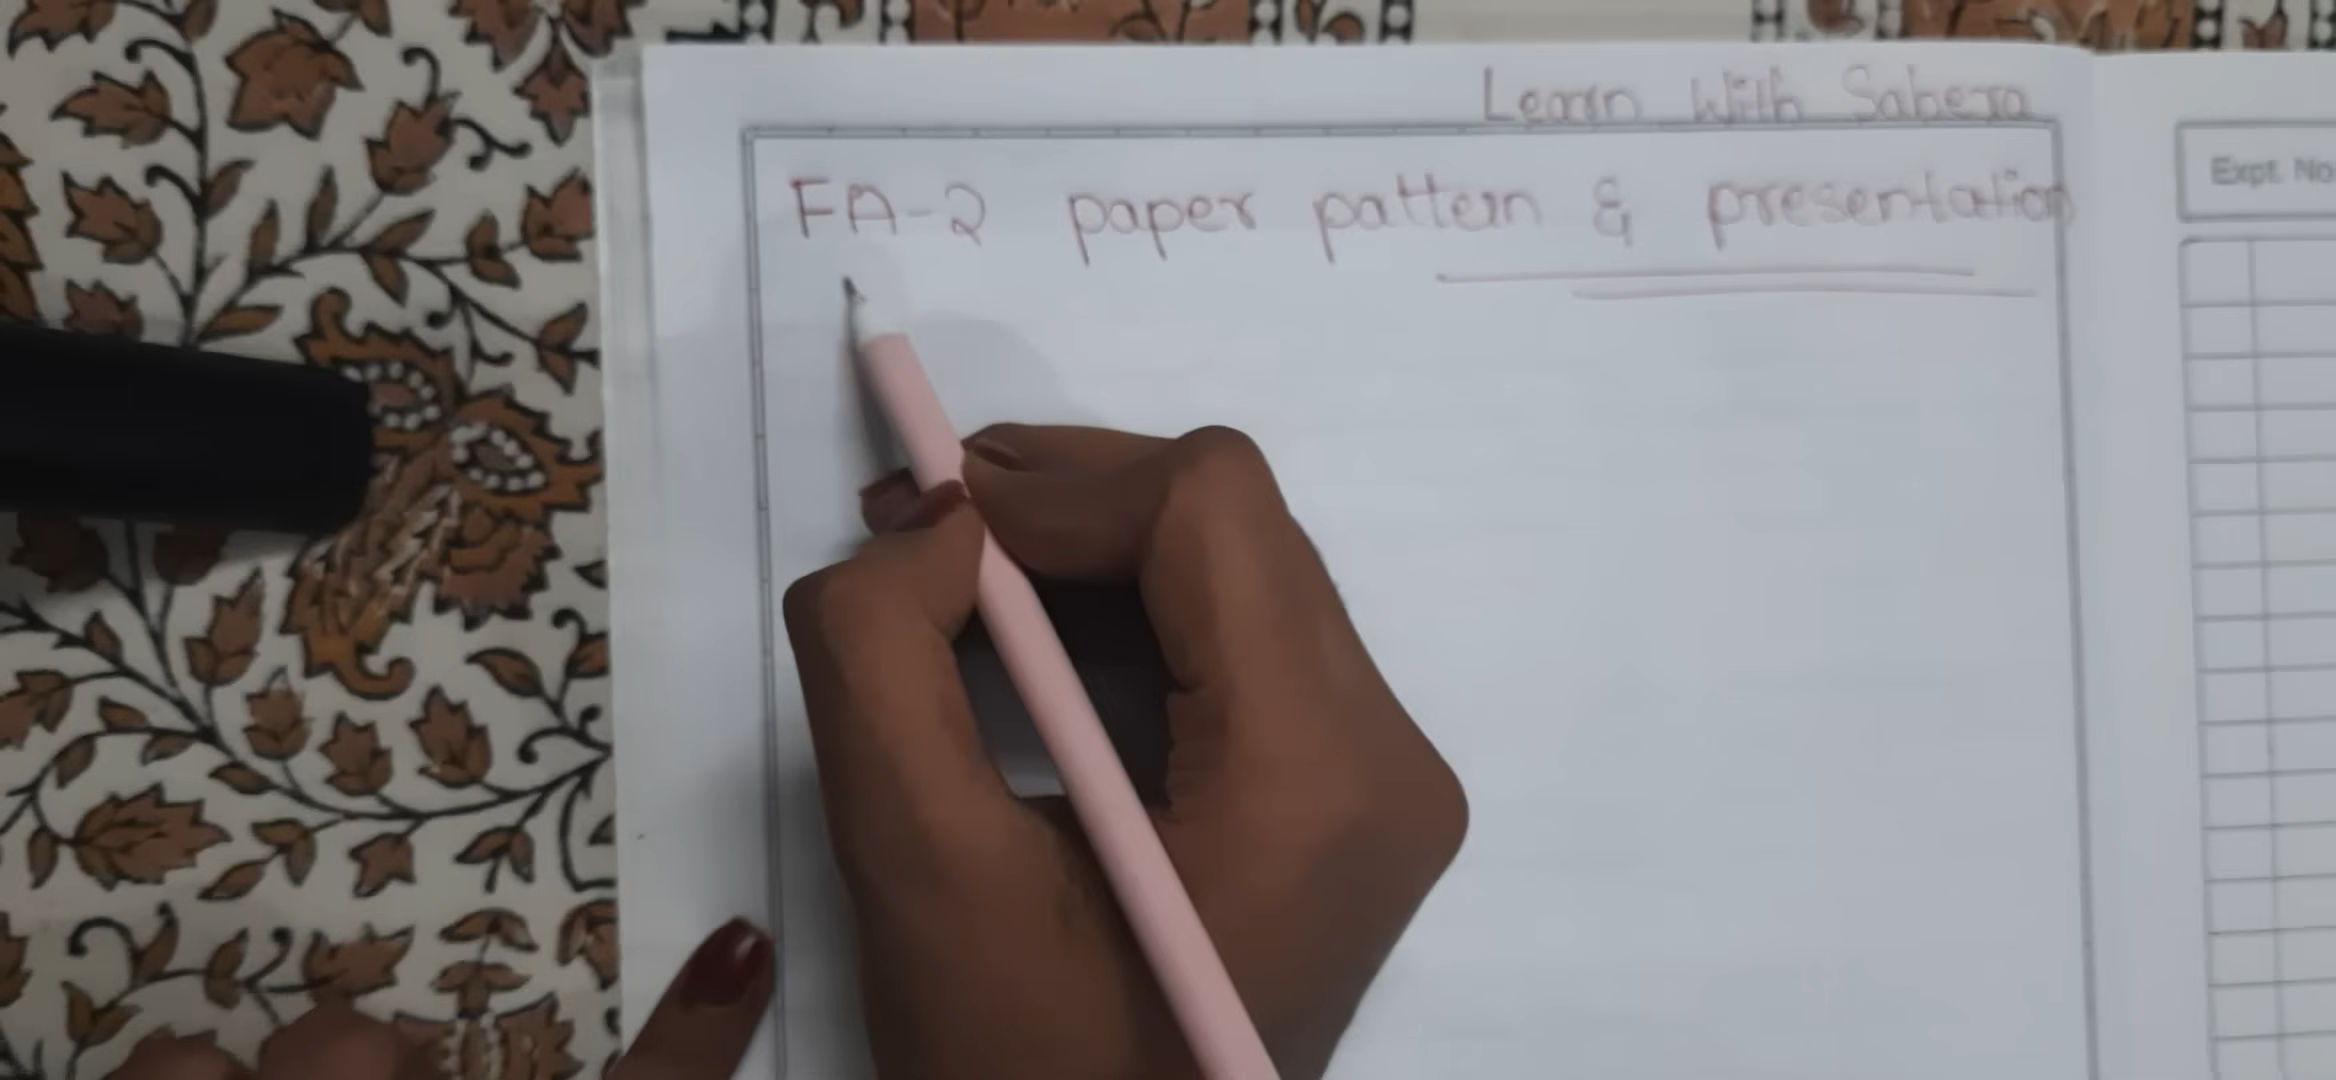 Learn With Sabera
FA-2 paper pattern & presentation
Expt. No